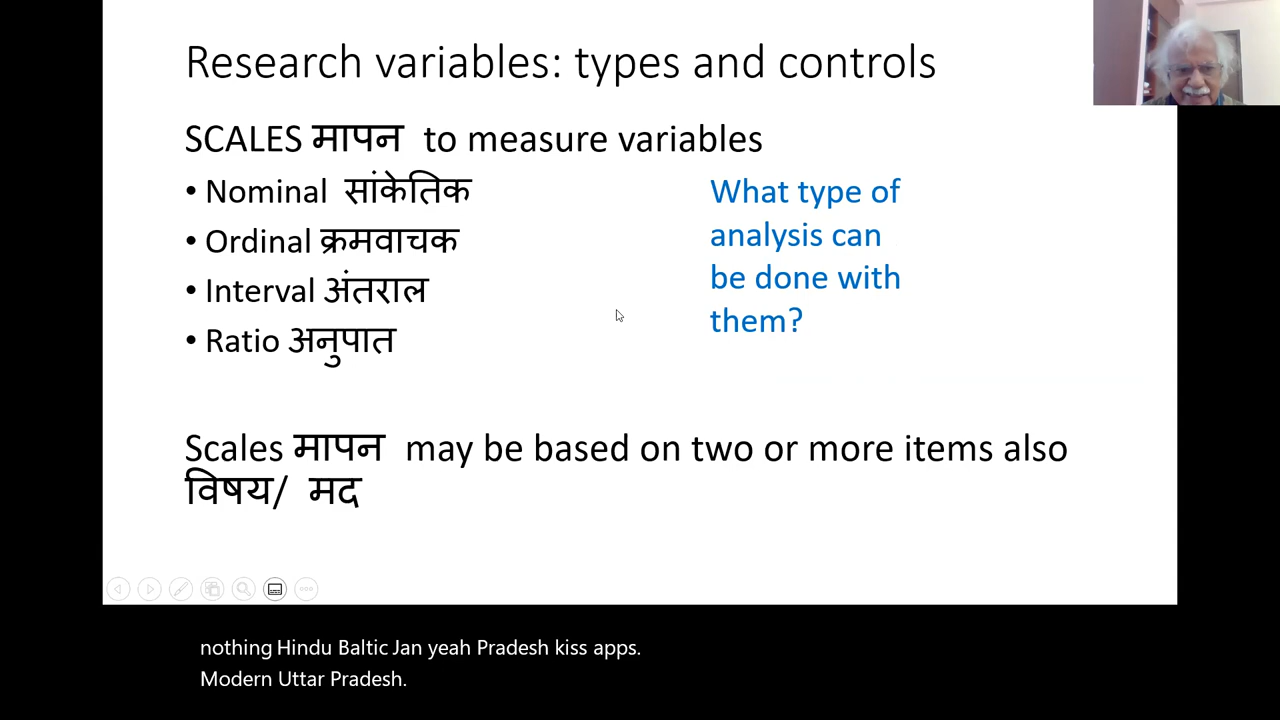 Research variables: types and controls
SCALES मापन to measure variables
• Nominal सांकेतिक
• Ordinal क्रमवाचक
• Interval अंतराल
• Ratio अनुपात
What type of
analysis can
be done with
them?
Scales मापन may be based on two or more items also
विषय/ मद
nothing Hindu Baltic Jan yeah Pradesh kiss apps.
Modern Uttar Pradesh.